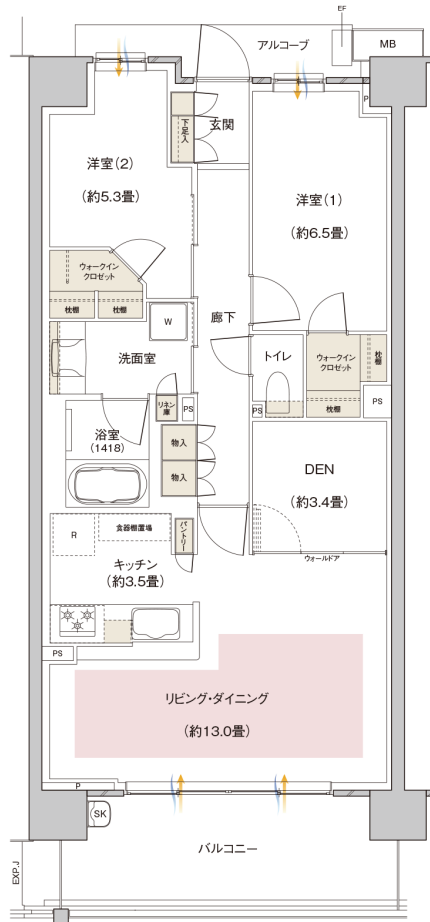 EF
アルコーブ
MB
P
玄関
下足入
洋室(2)
(約5.3畳)
洋室(1)
(約6.5畳)
ウォークイン
クロゼット
枕棚
枕棚
W
廊下
洗面室
トイレ
ウォークイン
クロゼット
枕棚
枕棚
リネン
庫
PS
PS
PS
浴室
(1418)
物入
物入
DEN
(約3.4畳)
R
食器棚置場
パントリー
ウォールドア
キッチン
(約3.5畳)
PS
リビング・ダイニング
(約13.0畳)
P
SK
バルコニー
EXP.J